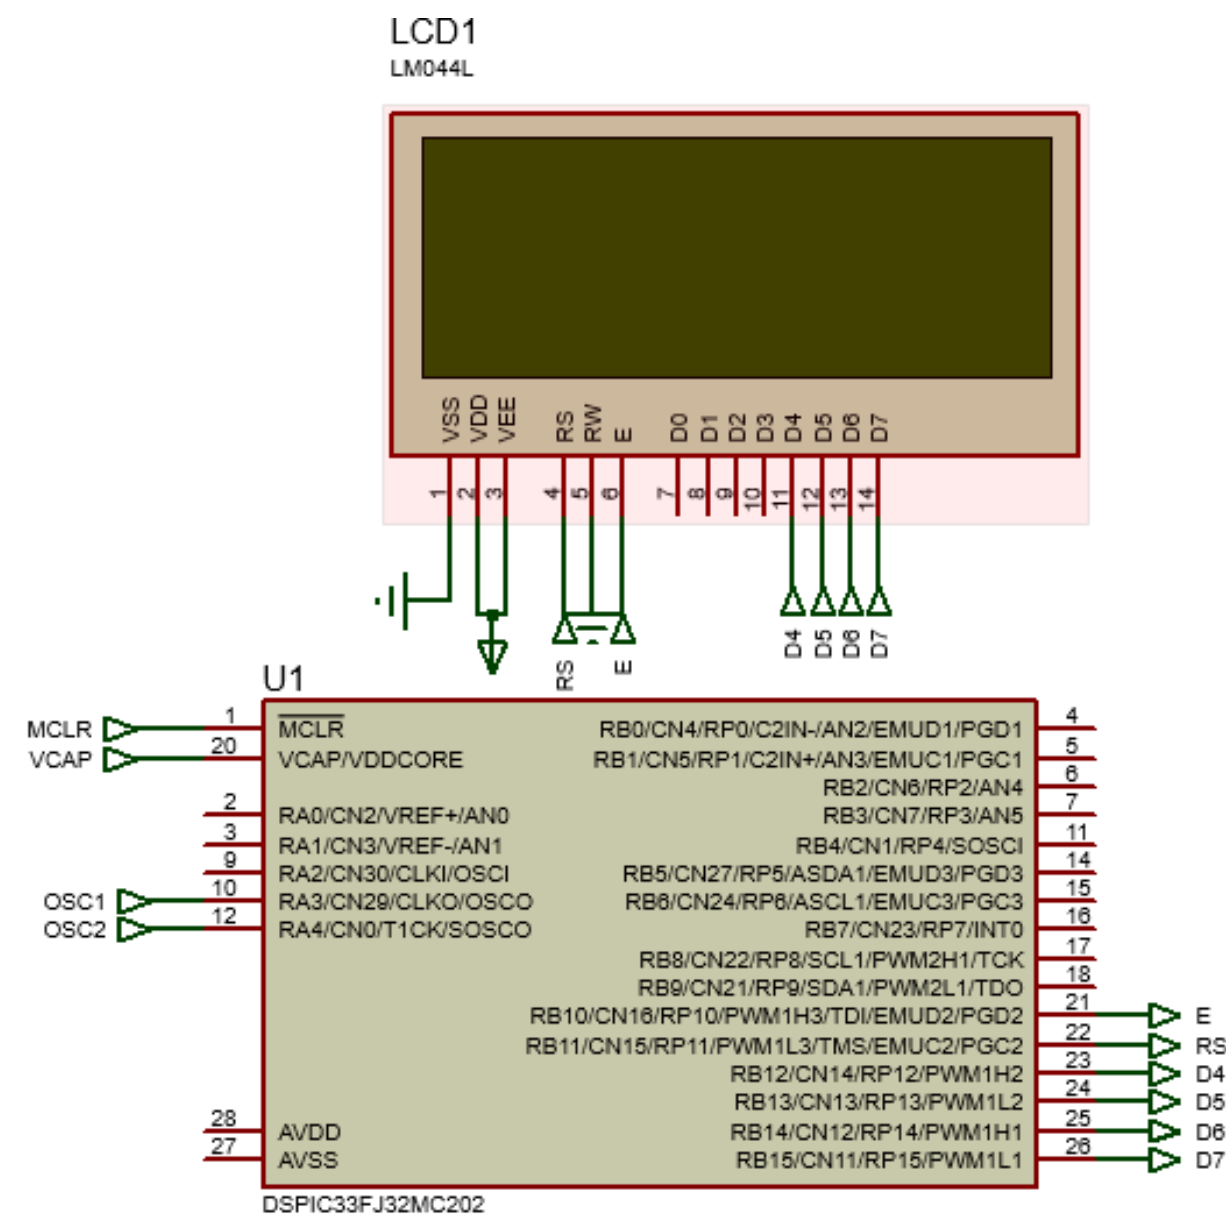 LCD1
LM044L
VSS
VDD
VEE
RS
RW
E
D0
D1
D2
D3
D4
D5
D6
D7
1
2
3
4
5
6
7
8
9
10
11
12
13
14
RS
E
D4
D5
D6
D7
U1
MCLR 1 MCLR
VCAP 20 VCAP/VDDCORE
2 RA0/CN2/VREF+/AN0
3 RA1/CN3/VREF-/AN1
9 RA2/CN30/CLKI/OSCI
OSC1 10 RA3/CN29/CLKO/OSCO
OSC2 12 RA4/CN0/T1CK/SOSCO
28 AVDD
27 AVSS
RB0/CN4/RP0/C2IN-/AN2/EMUD1/PGD1 4
RB1/CN5/RP1/C2IN+/AN3/EMUC1/PGC1 5
RB2/CN6/RP2/AN4 6
RB3/CN7/RP3/AN5 7
RB4/CN1/RP4/SOSCI 11
RB5/CN27/RP5/ASDA1/EMUD3/PGD3 14
RB6/CN24/RP6/ASCL1/EMUC3/PGC3 15
RB7/CN23/RP7/INT0 16
RB8/CN22/RP8/SCL1/PWM2H1/TCK 17
RB9/CN21/RP9/SDA1/PWM2L1/TDO 18
RB10/CN16/RP10/PWM1H3/TDI/EMUD2/PGD2 21 E
RB11/CN15/RP11/PWM1L3/TMS/EMUC2/PGC2 22 RS
RB12/CN14/RP12/PWM1H2 23 D4
RB13/CN13/RP13/PWM1L2 24 D5
RB14/CN12/RP14/PWM1H1 25 D6
RB15/CN11/RP15/PWM1L1 26 D7
DSPIC33FJ32MC202